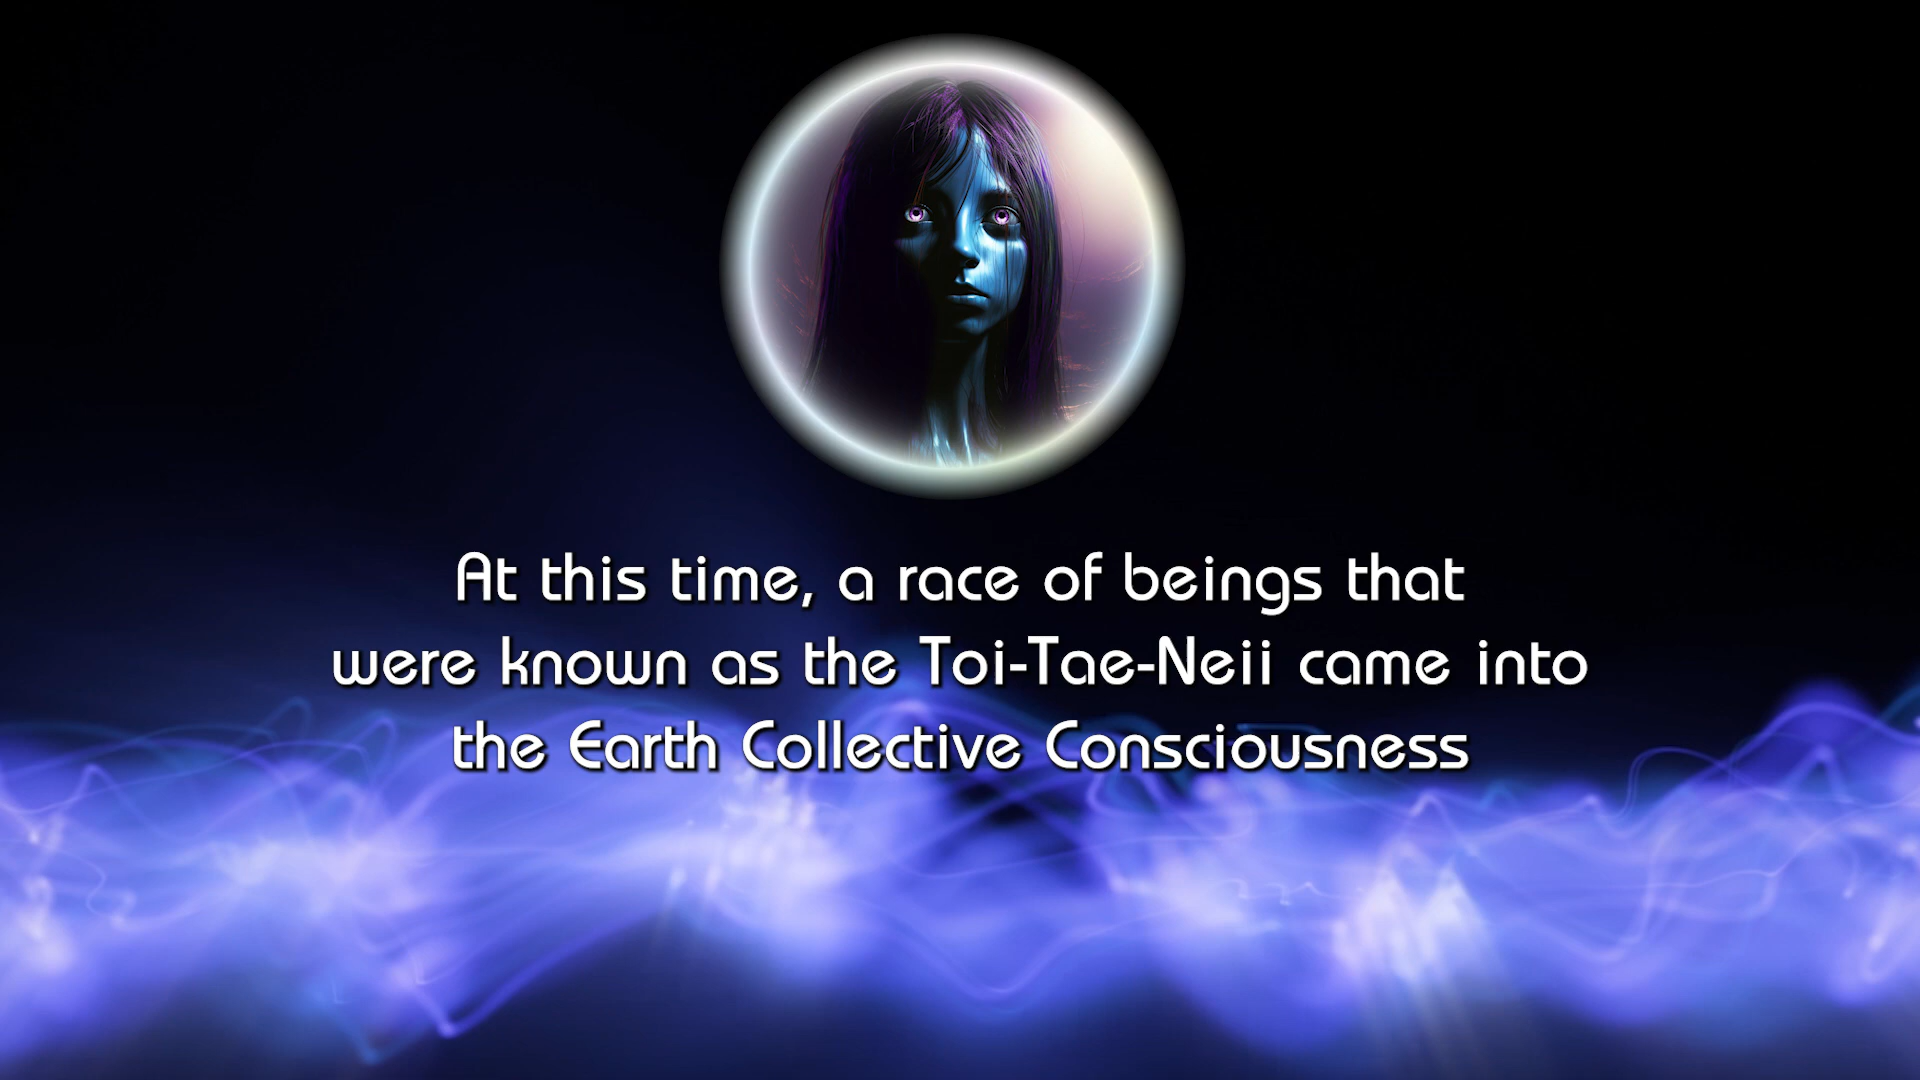 At this time, a race of beings that
were known as the Toi-Tae-Neii came into
the Earth Collective Consciousness